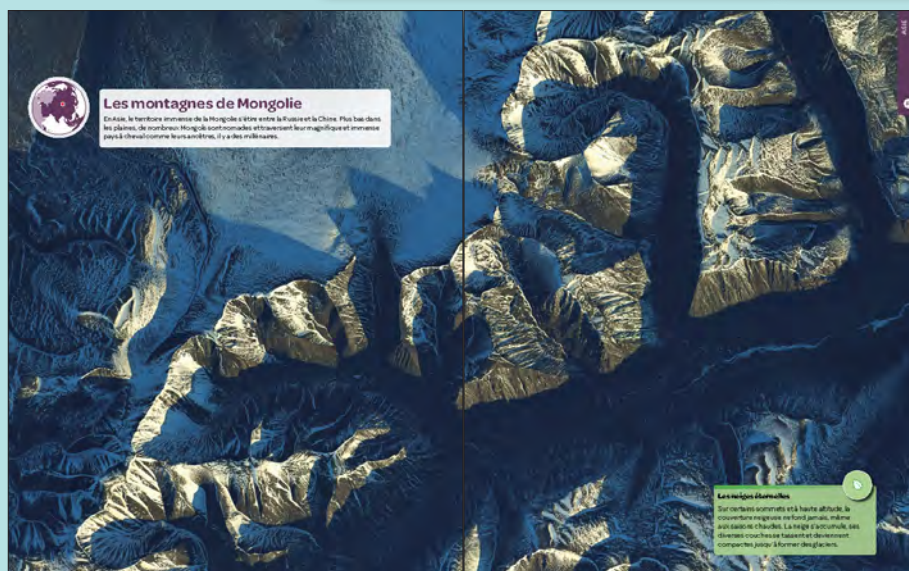 ASIE
Les montagnes de Mongolie
En Asie, le territoire immense de la Mongolie s'étire entre la Russie et la Chine. Plus bas dans
les plaines, de nombreux Mongols sont nomades et traversent leur magnifique et immense
pays à cheval comme leurs ancêtres, il y a des millénaires.
Les neiges éternelles
Sur certains sommets et à haute altitude, la
couverture neigeuse ne fond jamais, même
aux saisons chaudes. La neige s'accumule, ses
diverses couches se tassent et deviennent
compactes jusqu'à former des glaciers.